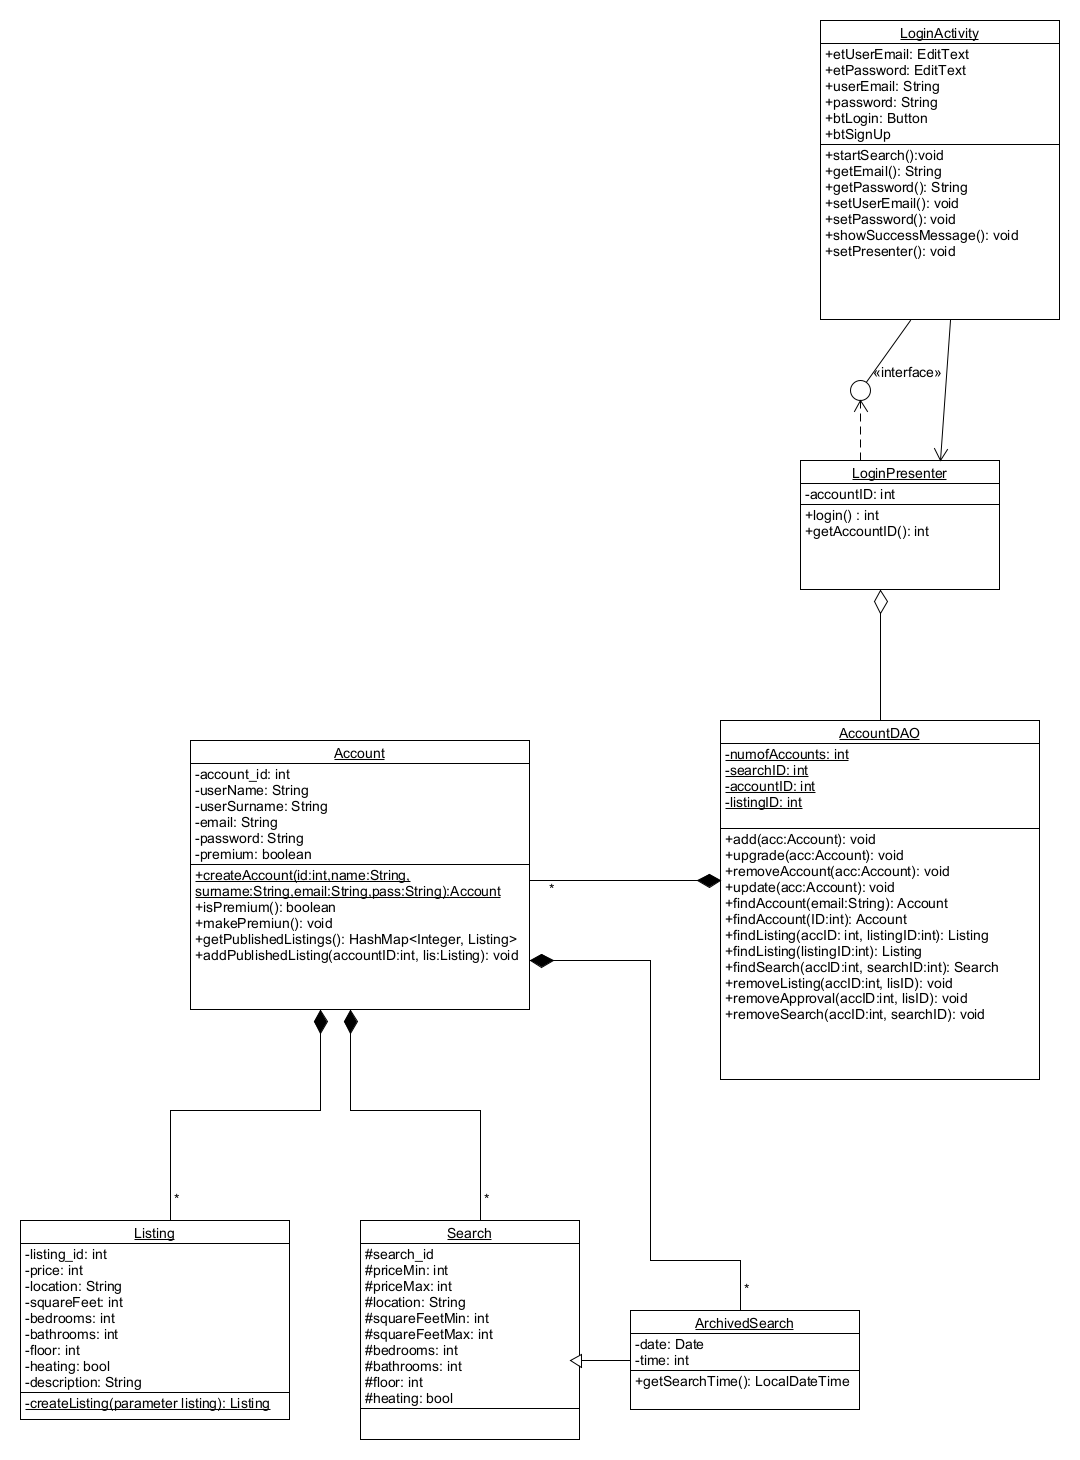 LoginActivity
+etUserEmail: EditText
+etPassword: EditText
+userEmail: String
+password: String
+btLogin: Button
+btSignUp
+startSearch():void
+getEmail(): String
+getPassword(): String
+setUserEmail(): void
+setPassword(): void
+showSuccessMessage(): void
+setPresenter(): void
«interface»
LoginPresenter
-accountID: int
+login() : int
+getAccountID(): int
AccountDAO
-numofAccounts: int
-searchID: int
-accountID: int
-listingID: int
+add(acc:Account): void
+upgrade(acc:Account): void
+removeAccount(acc:Account): void
+update(acc:Account): void
+findAccount(email:String): Account
+findAccount(ID:int): Account
+findListing(accID: int, listingID:int): Listing
+findListing(listingID:int): Listing
+findSearch(accID:int, searchID:int): Search
+removeListing(accID:int, lisID): void
+removeApproval(accID:int, lisID): void
+removeSearch(accID:int, searchID): void
Account
-account_id: int
-userName: String
-userSurname: String
-email: String
-password: String
-premium: boolean
+createAccount(id:int,name:String,
surname:String,email:String,pass:String):Account
+isPremium(): boolean
+makePremiun(): void
+getPublishedListings(): HashMap<Integer, Listing>
+addPublishedListing(accountID:int, lis:Listing): void
*
*
*
*
Listing
-listing_id: int
-price: int
-location: String
-squareFeet: int
-bedrooms: int
-bathrooms: int
-floor: int
-heating: bool
-description: String
-createListing(parameter listing): Listing
Search
#search_id
#priceMin: int
#priceMax: int
#location: String
#squareFeetMin: int
#squareFeetMax: int
#bedrooms: int
#bathrooms: int
#floor: int
#heating: bool
ArchivedSearch
-date: Date
-time: int
+getSearchTime(): LocalDateTime